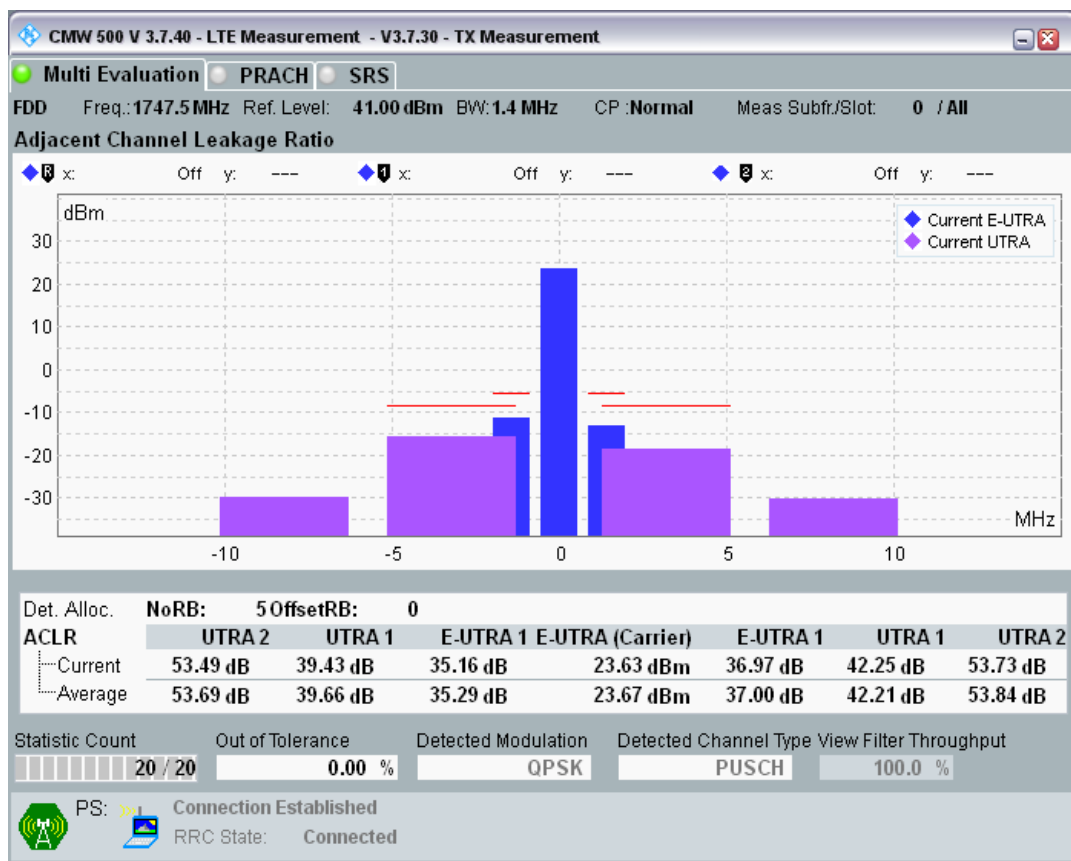 CMW 500 V 3.7.40 - LTE Measurement - V3.7.30 - TX Measurement
Multi Evaluation PRACH SRS
FDD Freq.: 1747.5 MHz Ref. Level: 41.00 dBm BW: 1.4 MHz CP : Normal Meas Subfr./Slot: 0 / All
Adjacent Channel Leakage Ratio
R x: Off y: --- 1 x: Off y: --- 2 x: Off y: ---
dBm
Current E-UTRA
Current UTRA
30
20
10
0
-10
-20
-30
MHz
-10 -5 0 5 10
Det. Alloc. NoRB: 5 OffsetRB: 0
ACLR UTRA 2 UTRA 1 E-UTRA 1 E-UTRA (Carrier) E-UTRA 1 UTRA 1 UTRA 2
Current 53.49 dB 39.43 dB 35.16 dB 23.63 dBm 36.97 dB 42.25 dB 53.73 dB
Average 53.69 dB 39.66 dB 35.29 dB 23.67 dBm 37.00 dB 42.21 dB 53.84 dB
Statistic Count Out of Tolerance Detected Modulation Detected Channel Type View Filter Throughput
20 / 20 0.00 % QPSK PUSCH 100.0 %
PS: Connection Established
RRC State: Connected